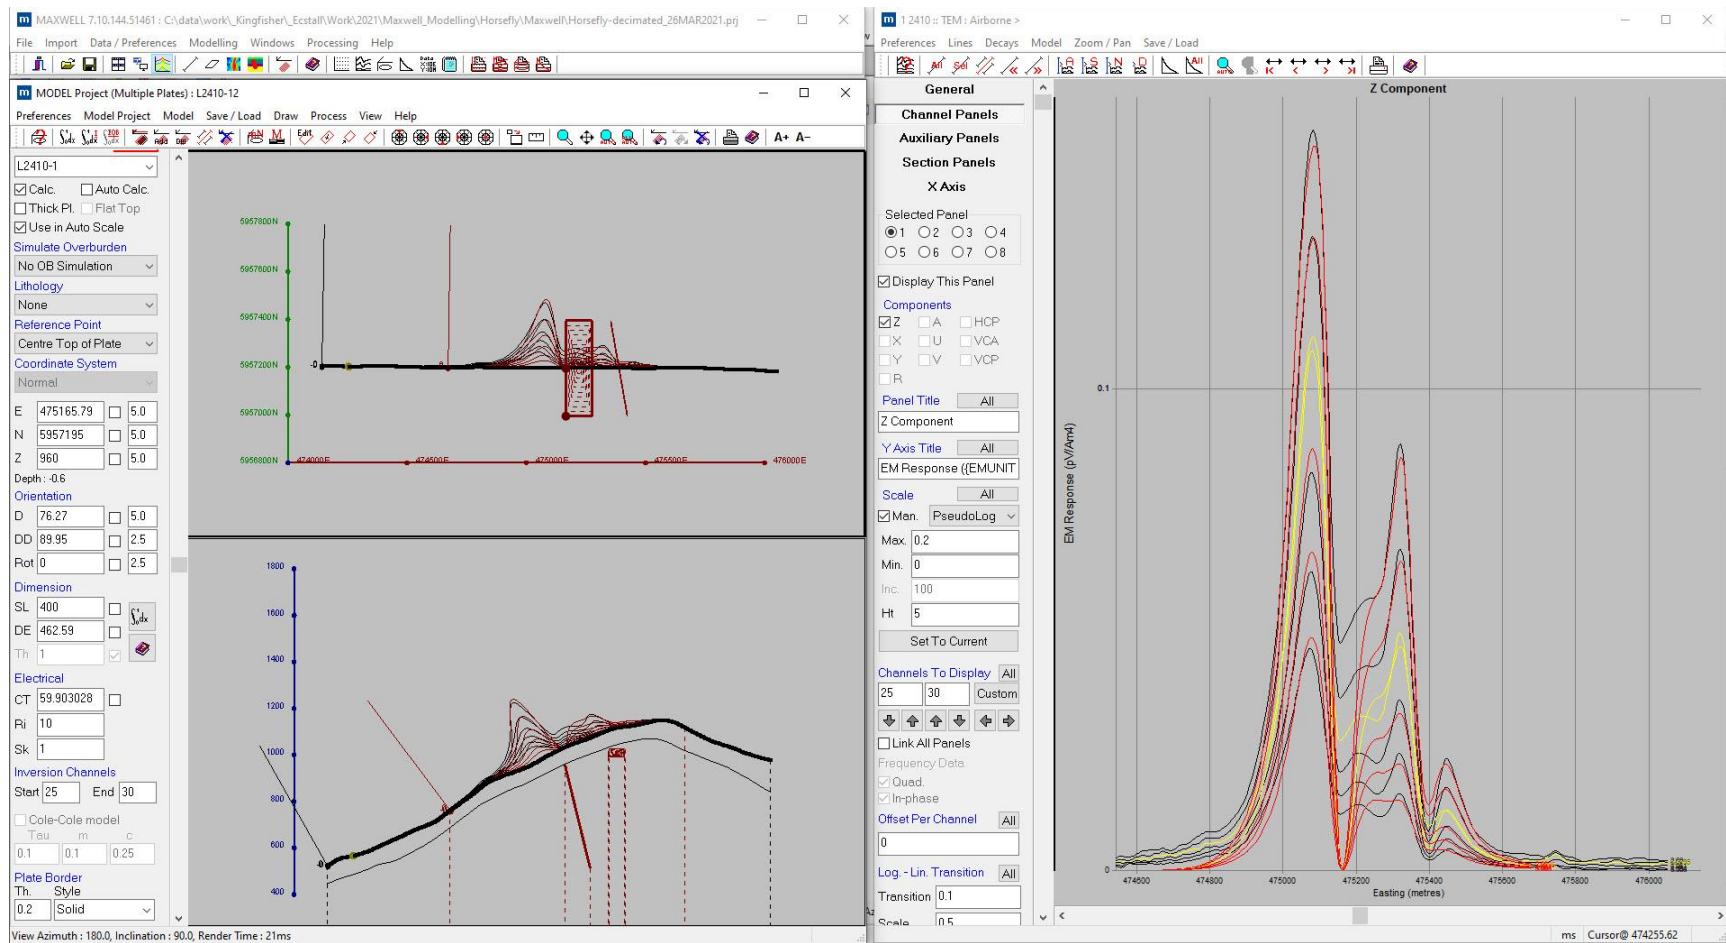 MAXWELL 7.10.144.51461 : C:\data\work\_Kingfisher\_Ecstall\Work\2021\Maxwell_Modelling\Horsefly\Maxwell\Horsefly-decimated_26MAR2021.prj
File Import Data / Preferences Modelling Windows Processing Help
MODEL Project (Multiple Plates) : L2410-12
Preferences Model Project Model Save / Load Draw Process View Help
A+ A-
L2410-1
Calc. Auto Calc.
Thick Pl. Flat Top
Use in Auto Scale
Simulate Overburden
No OB Simulation
Lithology
None
Reference Point
Centre Top of Plate
Coordinate System
Normal
E 475165.79 5.0
N 5957195 5.0
Z 960 5.0
Depth : -0.6
Orientation
D 76.27 5.0
DD 89.95 2.5
Rot 0 2.5
Dimension
SL 400
DE 462.59
Th 1
Electrical
CT 59.903028
Ri 10
Sk 1
Inversion Channels
Start 25 End 30
Cole-Cole model
Tau m c
0.1 0.1 0.25
Plate Border
Th. Style
0.2 Solid
View Azimuth : 180.0, Inclination : 90.0, Render Time : 21ms
5957800N
5957600N
5957400N
5957200N
5957000N
5956800N
474000E 474500E 475000E 475500E 476000E
1800
1600
1400
1200
1000
800
600
400
1 2410 :: TEM : Airborne >
Preferences Lines Decays Model Zoom / Pan Save / Load
General
Channel Panels
Auxiliary Panels
Section Panels
X Axis
Selected Panel
1 2 3 4
5 6 7 8
Display This Panel
Components
Z A HCP
X U VCA
Y V VCP
R
Panel Title All
Z Component
Y Axis Title All
EM Response ({EMUNIT
Scale All
Man. PseudoLog
Max. 0.2
Min. 0
Inc. 100
Ht 5
Set To Current
Channels To Display All
25 30 Custom
Link All Panels
Frequency Data
Quad.
In-phase
Offset Per Channel All
0
Log. - Lin. Transition All
Transition 0.1
Scale 0.5
Z Component
EM Response (pV/Am4)
0.1
0
474600 474800 475000 475200 475400 475600 475800 476000
Easting (metres)
ms Cursor@ 474255.62